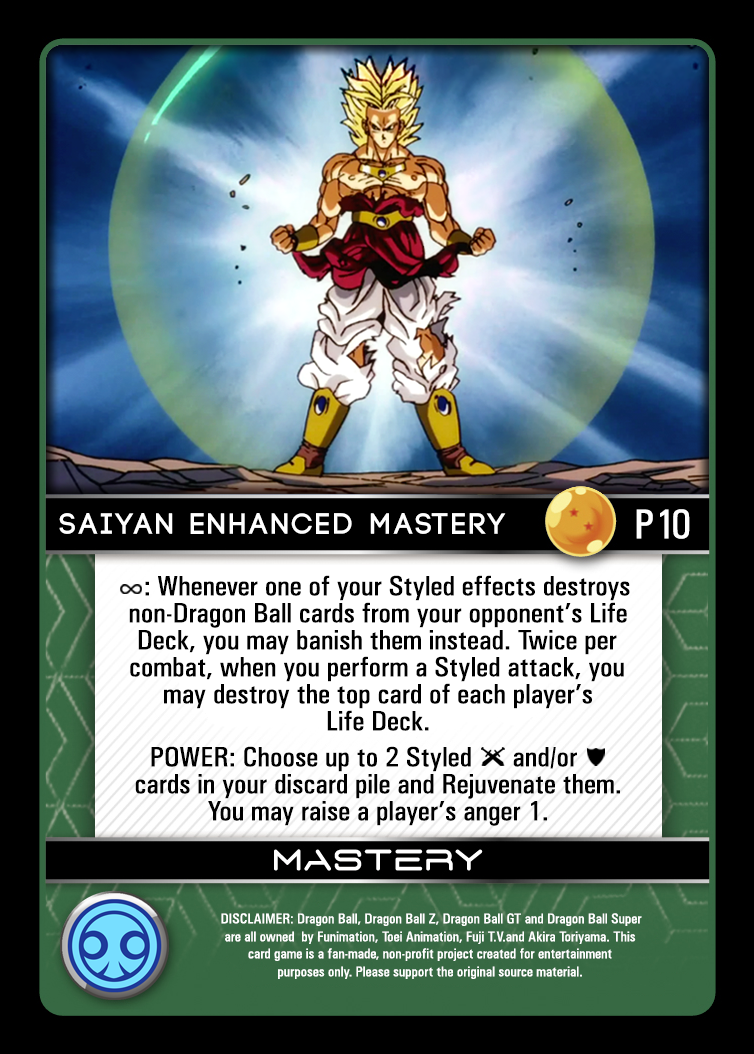 SAIYAN ENHANCED MASTERY
P10
∞: Whenever one of your Styled effects destroys
non-Dragon Ball cards from your opponent's Life
Deck, you may banish them instead. Twice per
combat, when you perform a Styled attack, you
may destroy the top card of each player's
Life Deck.
POWER: Choose up to 2 Styled and/or
cards in your discard pile and Rejuvenate them.
You may raise a player's anger 1.
MASTERY
DISCLAIMER: Dragon Ball, Dragon Ball Z, Dragon Ball GT and Dragon Ball Super
are all owned by Funimation, Toei Animation, Fuji T.V.and Akira Toriyama. This
card game is a fan-made, non-profit project created for entertainment
purposes only. Please support the original source material.